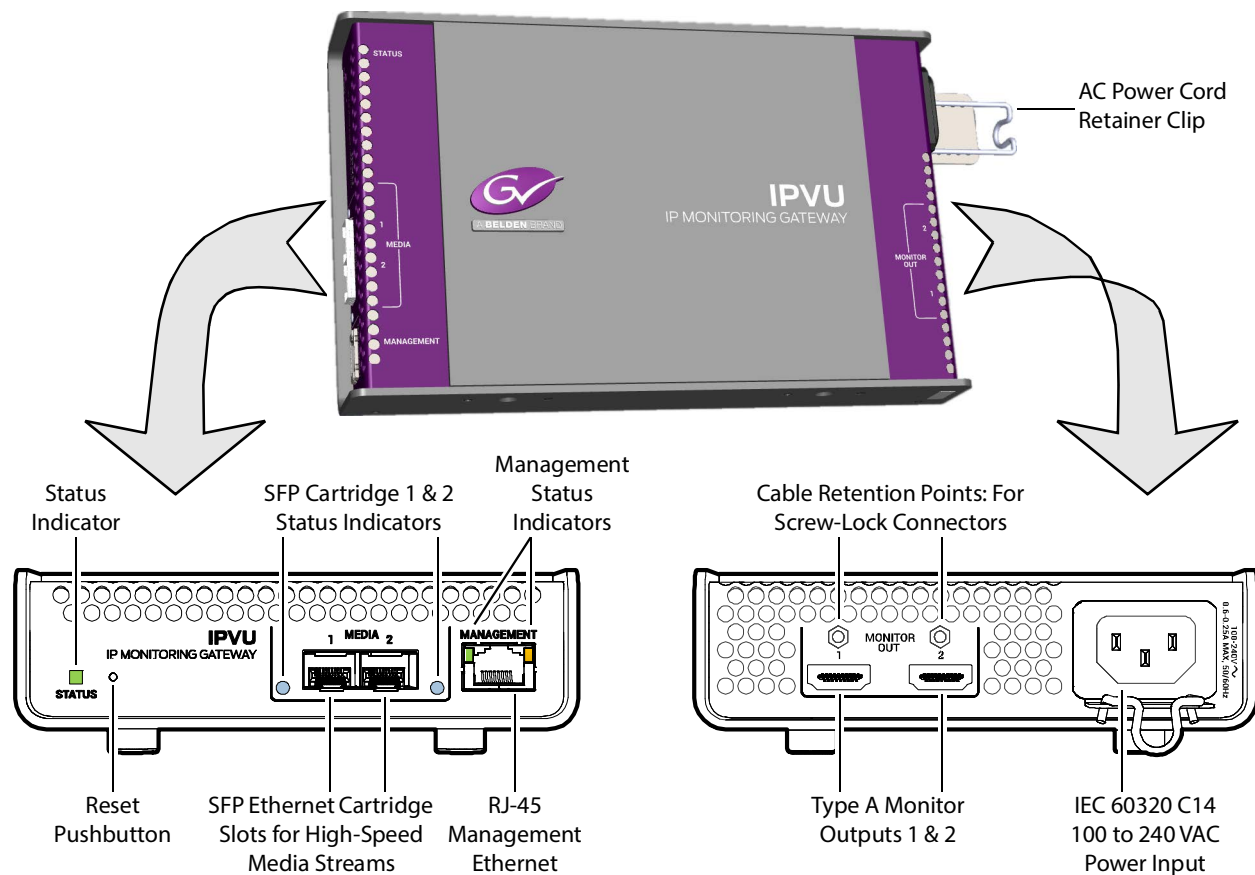 STATUS
1
MEDIA
2
MANAGEMENT
GV
A BELDEN BRAND
IPVU
IP MONITORING GATEWAY
2
MONITOR
OUT
1
AC Power Cord
Retainer Clip
Status
Indicator
SFP Cartridge 1 & 2
Status Indicators
Management
Status
Indicators
Cable Retention Points: For
Screw-Lock Connectors
IPVU
IP MONITORING GATEWAY
STATUS
1 MEDIA 2
MANAGEMENT
MONITOR
OUT
1
2
100-240V~
0.6-0.25A MAX, 50/60Hz
Reset
Pushbutton
SFP Ethernet Cartridge
Slots for High-Speed
Media Streams
RJ-45
Management
Ethernet
Type A Monitor
Outputs 1 & 2
IEC 60320 C14
100 to 240 VAC
Power Input